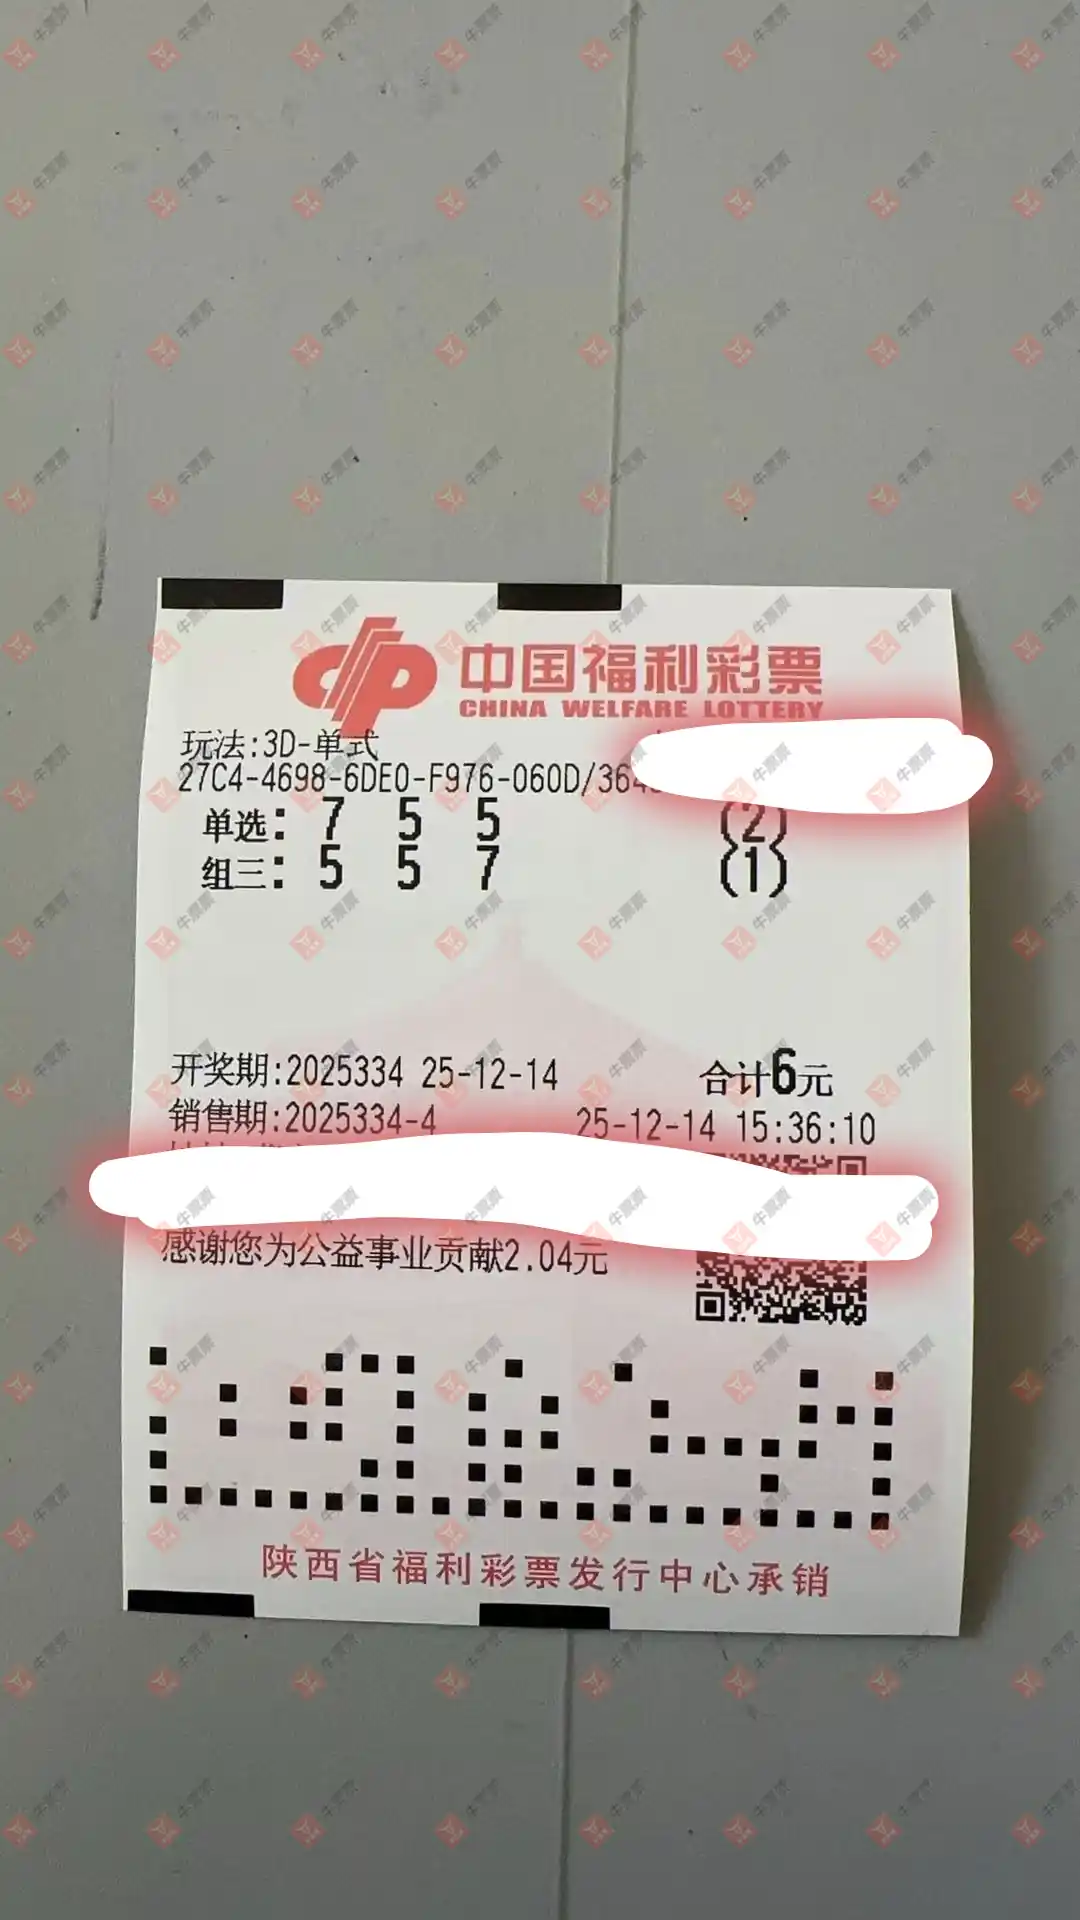 中国福利彩票
CHINA WELFARE LOTTERY
玩法:3D-单式
27C4-4698-6DE0-F976-060D/364
单选: 7 5 5 (2)
组三: 5 5 7 (1)
开奖期:2025334 25-12-14 合计6元
销售期:2025334-4 25-12-14 15:36:10
感谢您为公益事业贡献2.04元
陕西省福利彩票发行中心承销
牛票票